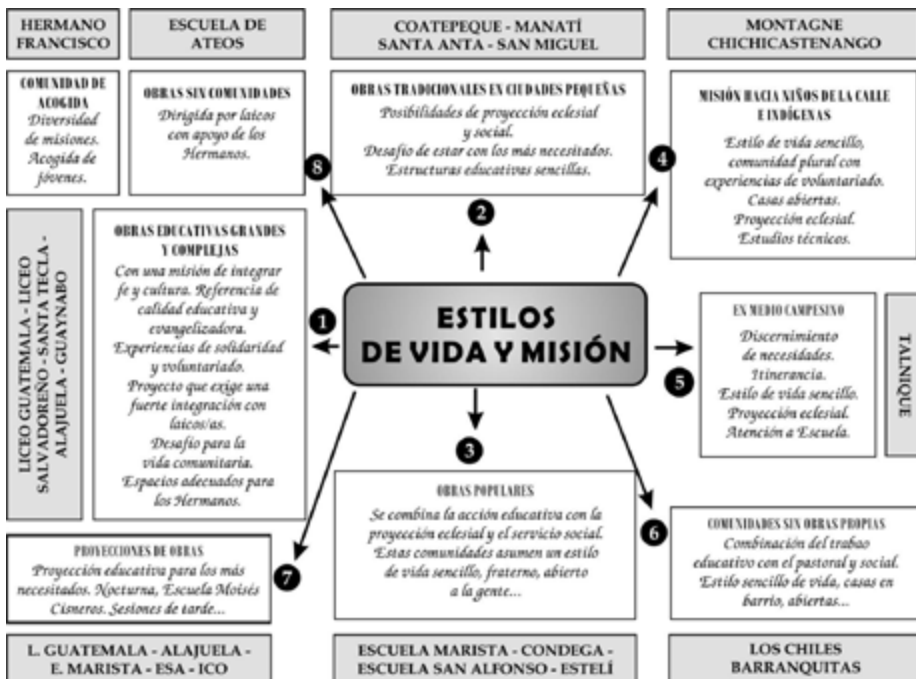 HERMANO
FRANCISCO
ESCUELA DE
ATEOS
COATEPEQUE - MANATÍ
SANTA ANTA - SAN MIGUEL
MONTAGNE
CHICHICASTENANGO
COMUNIDAD DE
ACOGIDA
Diversidad
de misiones.
Acogida de
jóvenes.
OBRAS SIN COMUNIDADES
Dirigida por laicos
con apoyo de los
Hermanos.
8
OBRAS TRADICIONALES EN CIUDADES PEQUEÑAS
Posibilidades de proyección eclesial
y social.
Desafío de estar con los más necesitados.
Estructuras educativas sencillas.
2
MISIÓN HACIA NIÑOS DE LA CALLE
E INDÍGENAS
Estilo de vida sencillo,
comunidad plural con
experiencias de voluntariado.
Casas abiertas.
Proyección eclesial.
Estudios técnicos.
4
LICEO GUATEMALA - LICEO
SALVADOREÑO - SANTA TECLA -
ALAJUELA - GUAYNABO
OBRAS EDUCATIVAS GRANDES
Y COMPLEJAS
Con una misión de integrar
fe y cultura. Referencia de
calidad educativa y
evangelizadora.
Experiencias de solidaridad
y voluntariado.
Proyecto que exige una
fuerte integración con
laicos/as.
Desafío para la
vida comunitaria.
Espacios adecuados para
los Hermanos.
1
ESTILOS
DE VIDA Y MISIÓN
EN MEDIO CAMPESINO
Discernimiento
de necesidades.
Itinerancia.
Estilo de vida sencillo.
Proyección eclesial.
Atención a Escuela.
5
TALNIQUE
3
OBRAS POPULARES
Se combina la acción educativa con la
proyección eclesial y el servicio social.
Estas comunidades asumen un estilo
de vida sencillo, fraterno, abierto
a la gente...
6
COMUNIDADES SIN OBRAS PROPIAS
Combinación del trabao
educativo con el pastoral y social.
Estilo sencillo de vida, casas en
barrio, abiertas...
PROYECCIONES DE OBRAS
Proyección educativa para los más
necesitados. Nocturna, Escuela Moisés
Cisneros. Sesiones de tarde...
7
L. GUATEMALA - ALAJUELA -
E. MARISTA - ESA - ICO
ESCUELA MARISTA - CONDEGA -
ESCUELA SAN ALFONSO - ESTELÍ
LOS CHILES
BARRANQUITAS